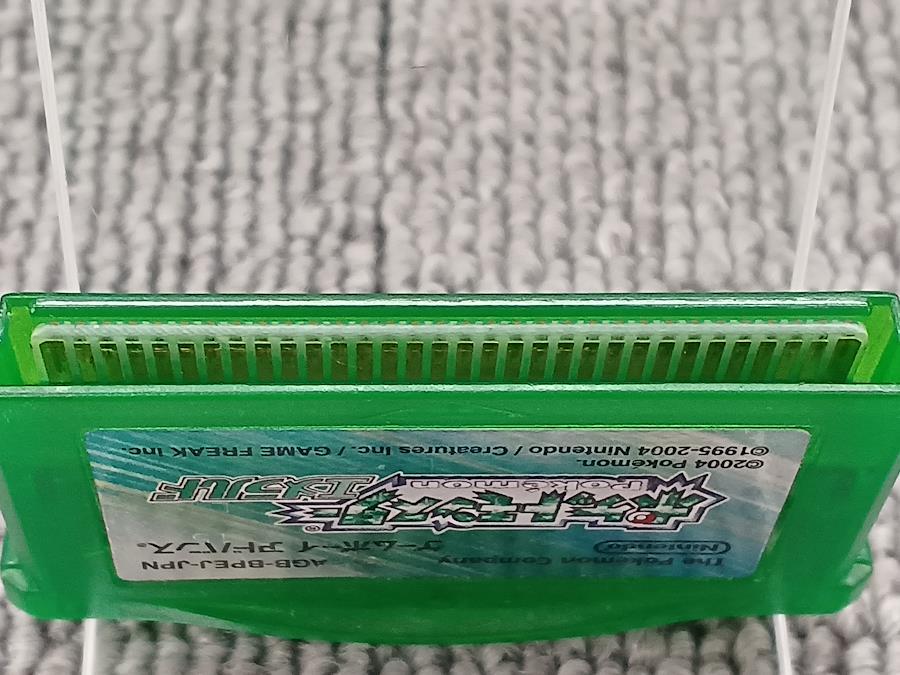 The Pokémon Company
Nintendo
ゲームボーイ アドバンス。
AGB-BPEJ-JPN
ポケットモンスター®
Pokémon
エメラルド
©2004 Pokémon.
©1995-2004 Nintendo / Creatures Inc. / GAME FREAK Inc.